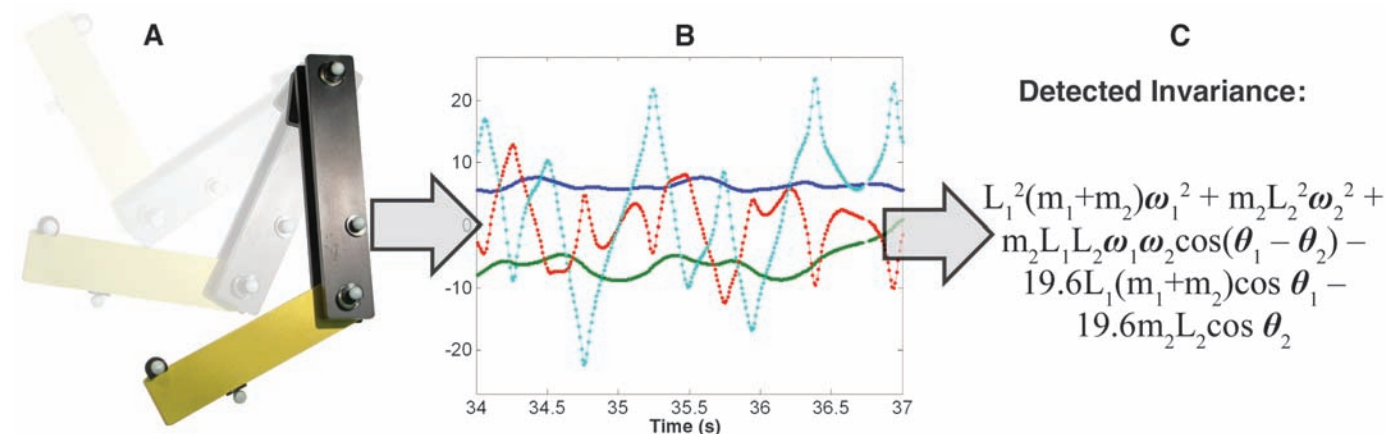 A
B
C
Detected Invariance:
20
10
0
-10
-20
34 34.5 35 35.5 36 36.5 37
Time (s)
L₁²(m₁+m₂)ω₁² + m₂L₂²ω₂² +
m₂L₁L₂ω₁ω₂cos(θ₁ – θ₂) –
19.6L₁(m₁+m₂)cos θ₁ –
19.6m₂L₂cos θ₂